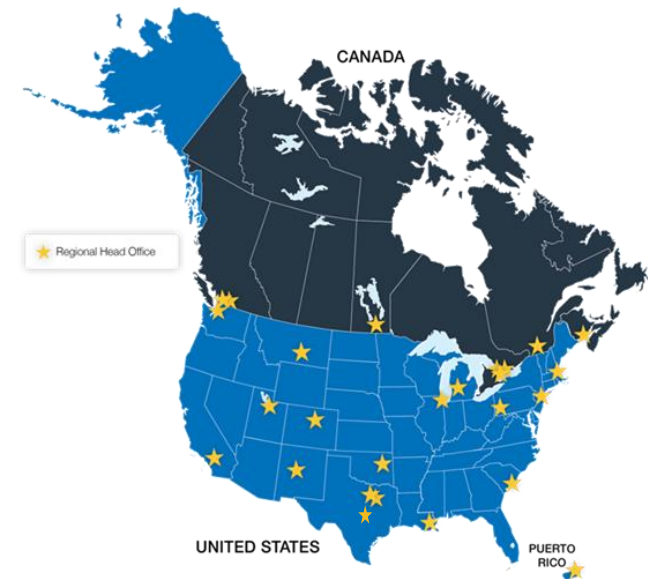 CANADA
Regional Head Office
UNITED STATES
PUERTO
RICO